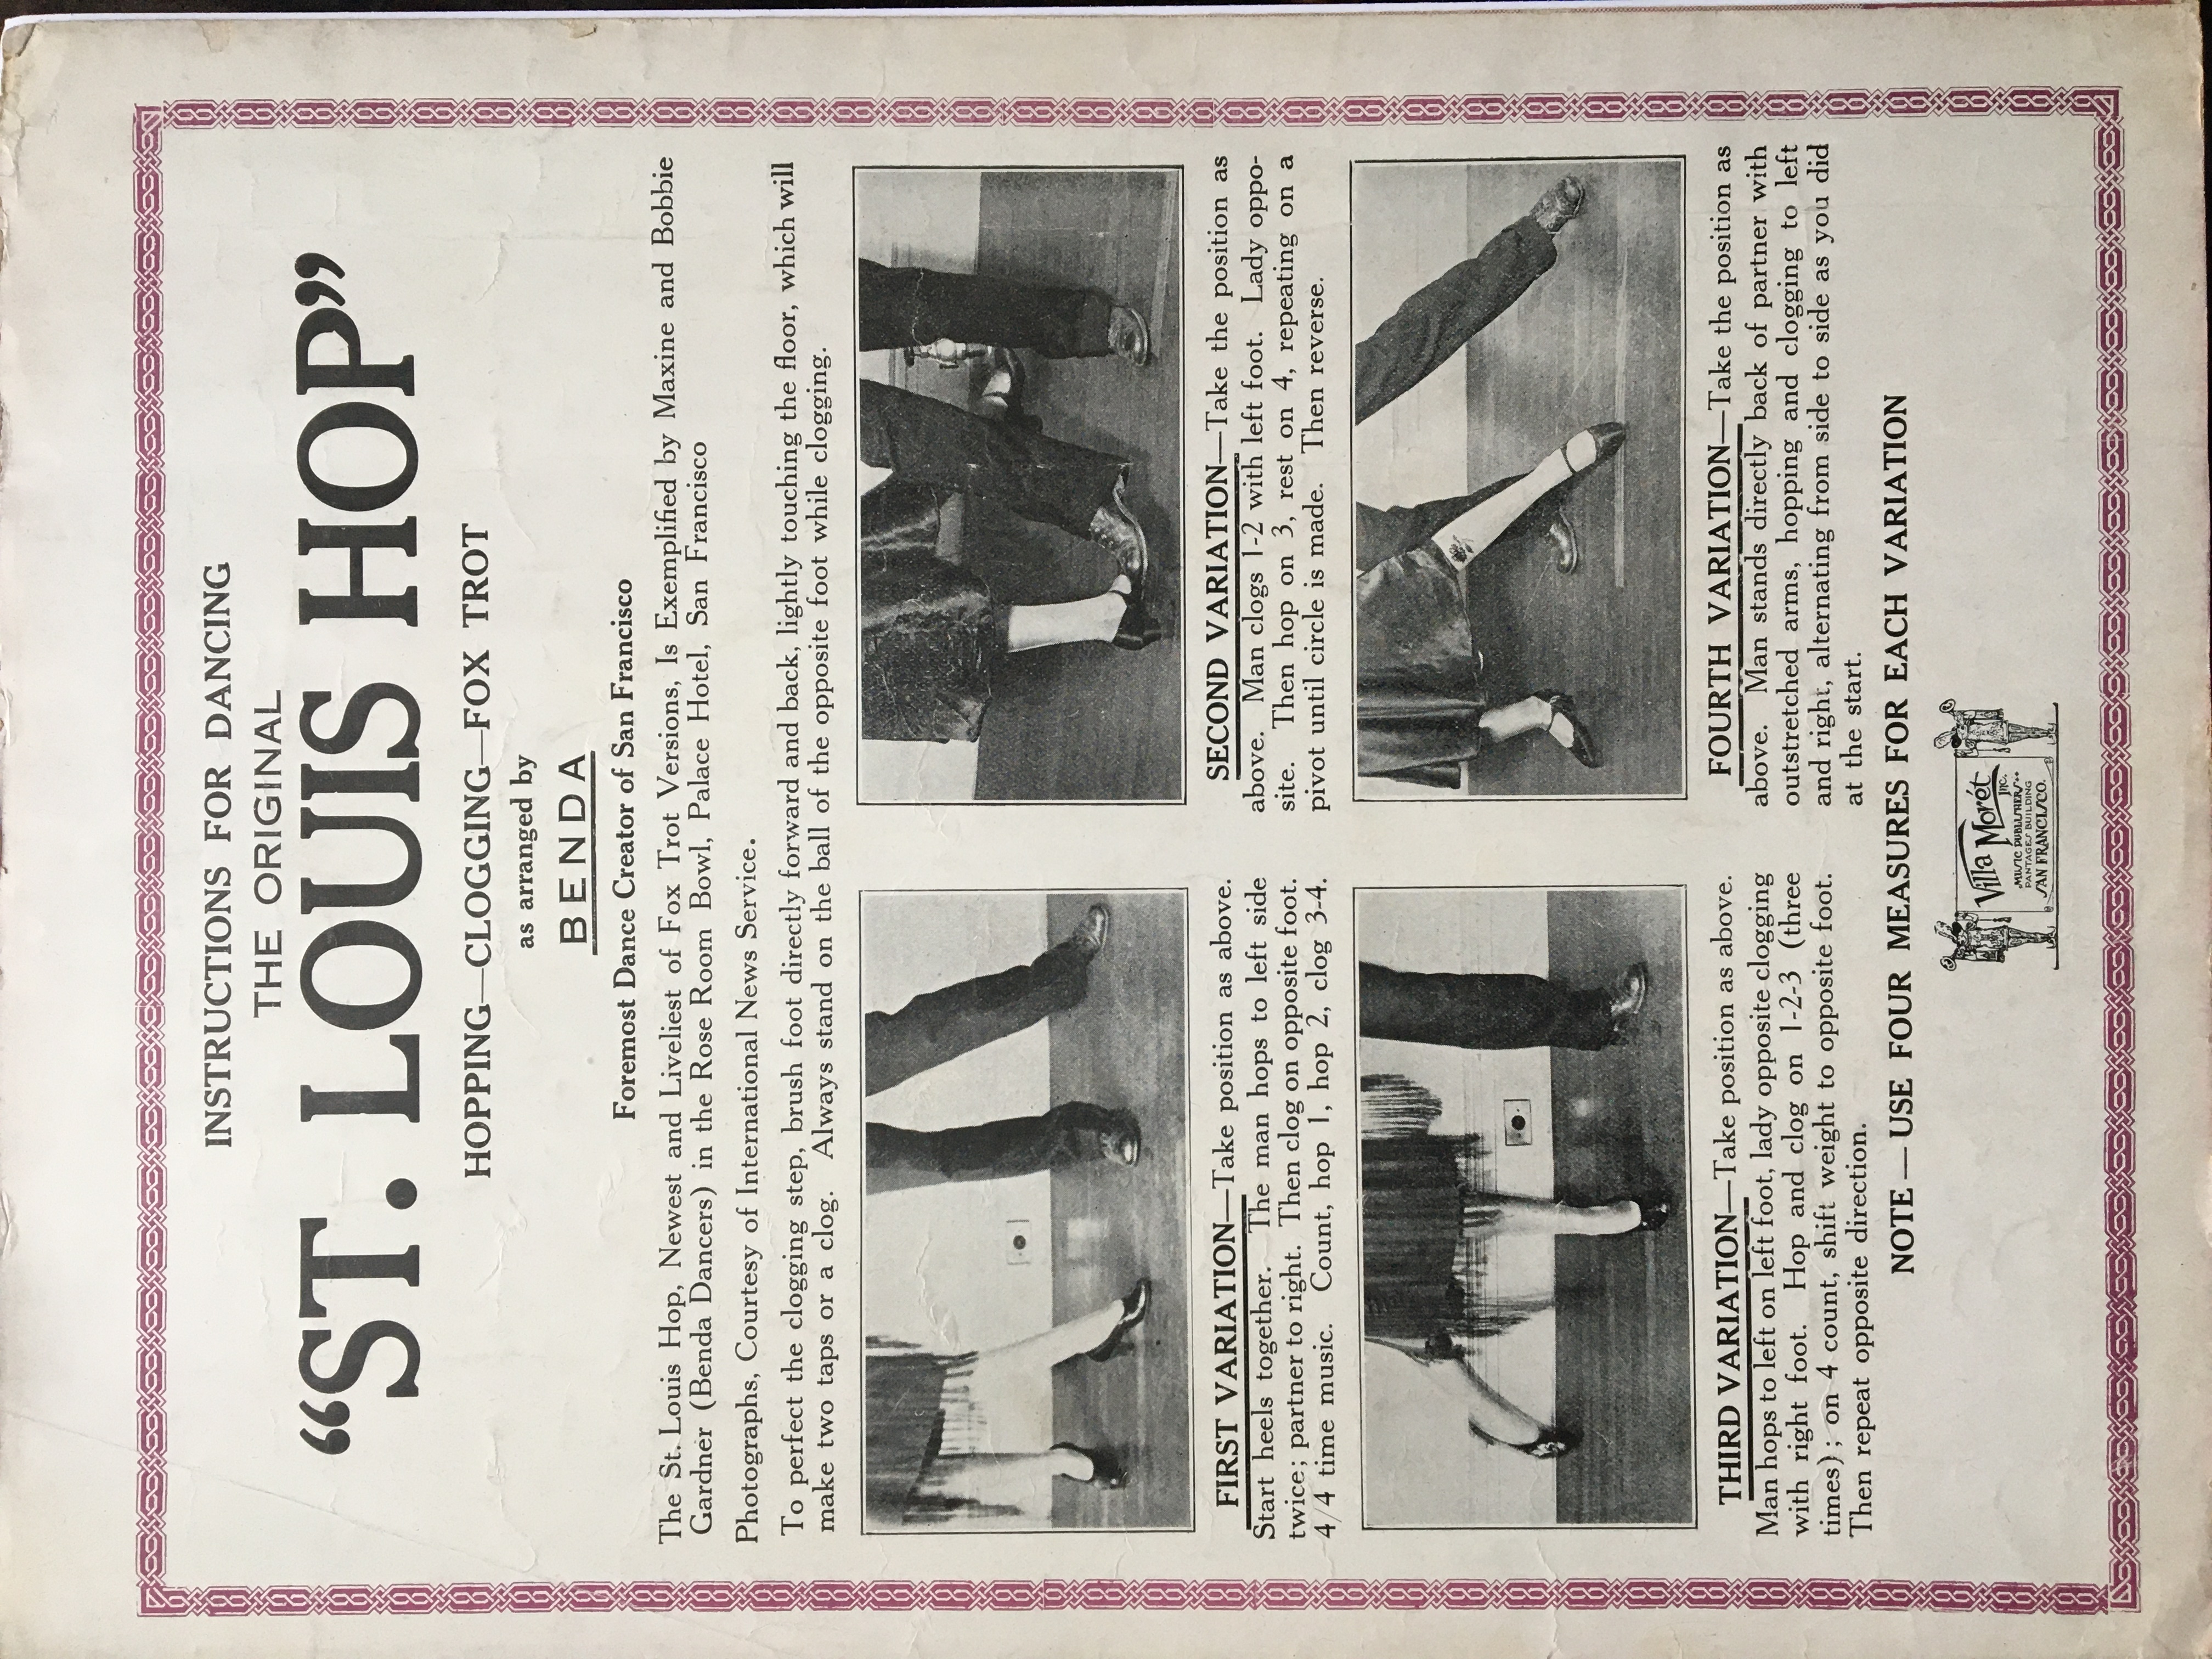 INSTRUCTIONS FOR DANCING
THE ORIGINAL
“ST. LOUIS HOP”
HOPPING—CLOGGING—FOX TROT
as arranged by
BENDA
Foremost Dance Creator of San Francisco
The St. Louis Hop, Newest and Liveliest of Fox Trot Versions, Is Exemplified by Maxine and Bobbie
Gardner (Benda Dancers) in the Rose Room Bowl, Palace Hotel, San Francisco
Photographs, Courtesy of International News Service.
To perfect the clogging step, brush foot directly forward and back, lightly touching the floor, which will
make two taps or a clog. Always stand on the ball of the opposite foot while clogging.
FIRST VARIATION—Take position as above.
Start heels together. The man hops to left side
twice; partner to right. Then clog on opposite foot.
4/4 time music. Count, hop 1, hop 2, clog 3-4.
SECOND VARIATION—Take the position as
above. Man clogs 1-2 with left foot. Lady oppo-
site. Then hop on 3, rest on 4, repeating on a
pivot until circle is made. Then reverse.
THIRD VARIATION—Take position as above.
Man hops to left on left foot, lady opposite clogging
with right foot. Hop and clog on 1-2-3 (three
times); on 4 count, shift weight to opposite foot.
Then repeat opposite direction.
FOURTH VARIATION—Take the position as
above. Man stands directly back of partner with
outstretched arms, hopping and clogging to left
and right, alternating from side to side as you did
at the start.
NOTE — USE FOUR MEASURES FOR EACH VARIATION
Villa Morét
Inc.
MUSIC PUBLISHERS
PANTAGES BUILDING
SAN FRANCISCO.